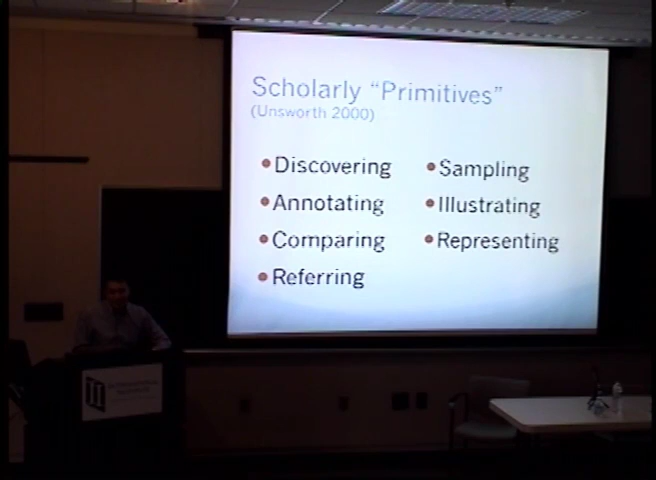 Scholarly “Primitives”
(Unsworth 2000)
•Discovering
•Annotating
•Comparing
•Referring
•Sampling
•Illustrating
•Representing